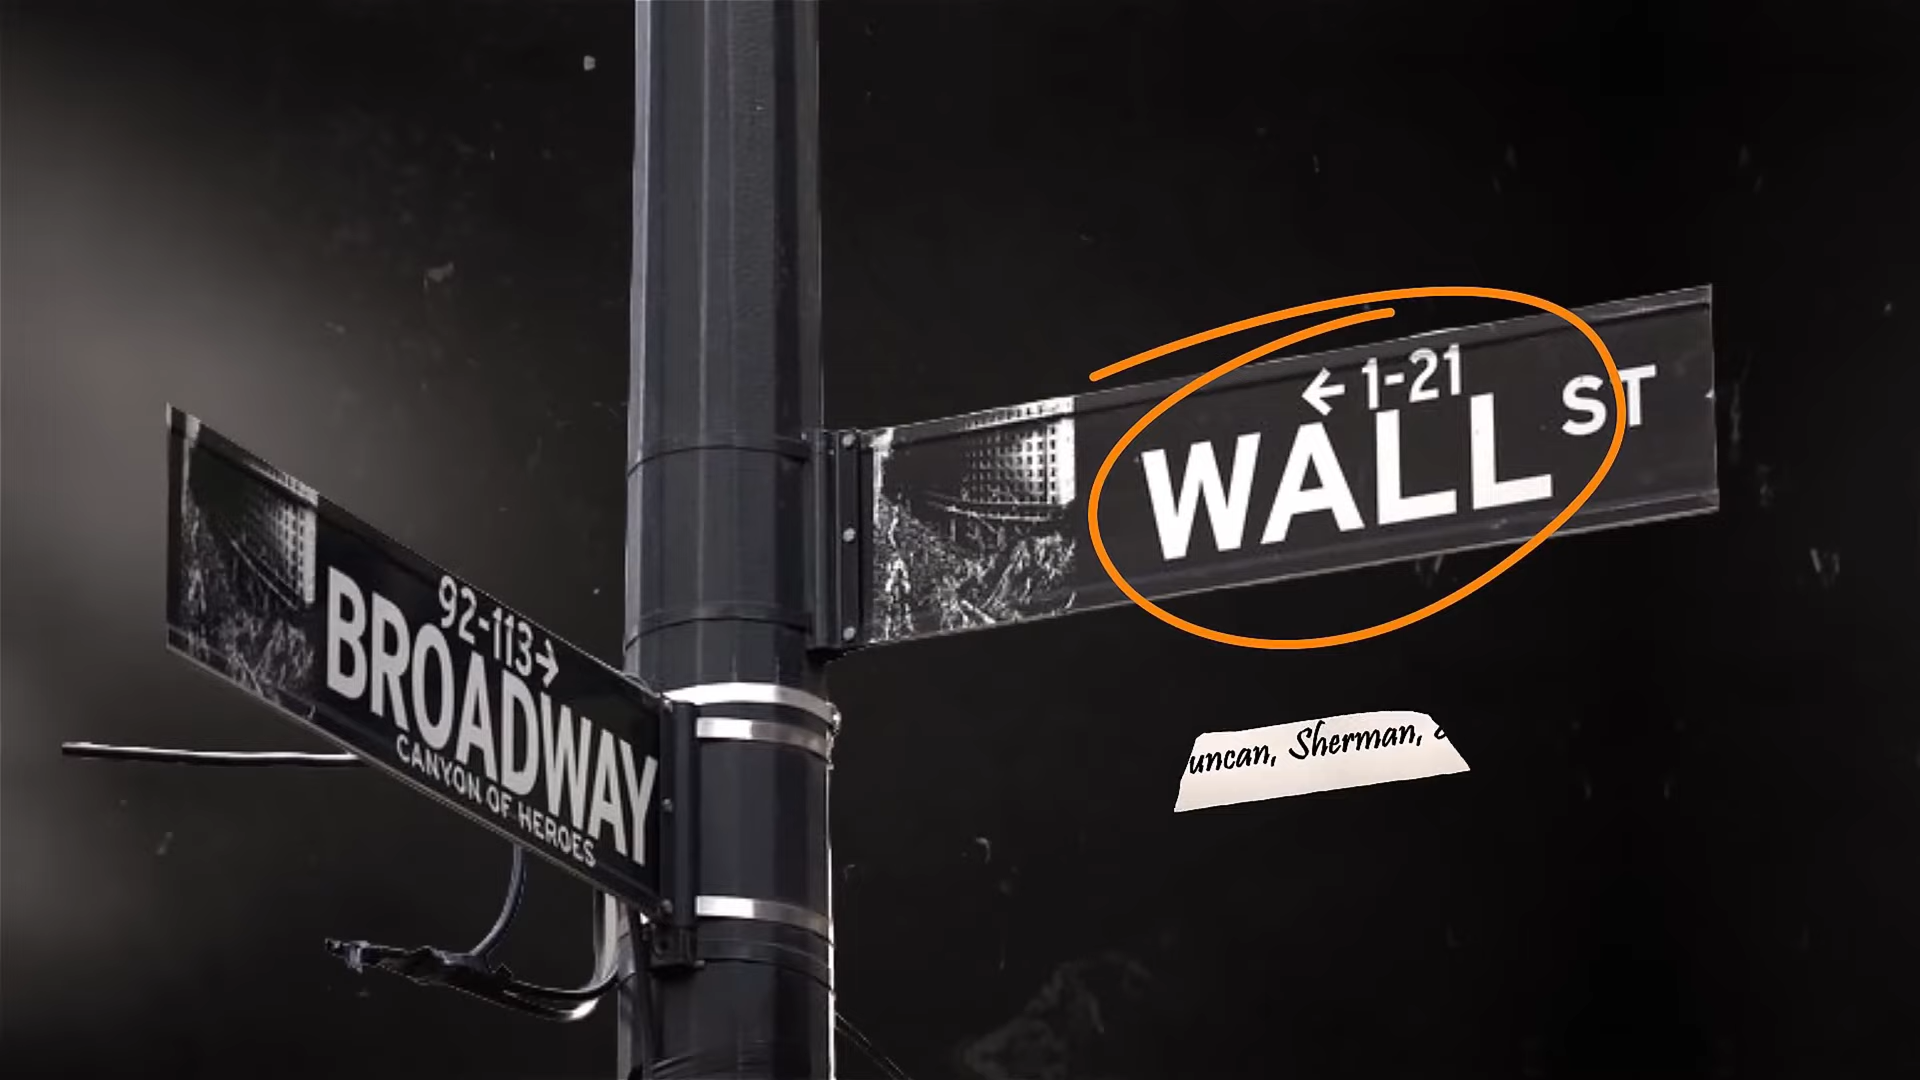 92-113→
BROADWAY
CANYON OF HEROES
← 1-21
WALL ST
uncan, Sherman,